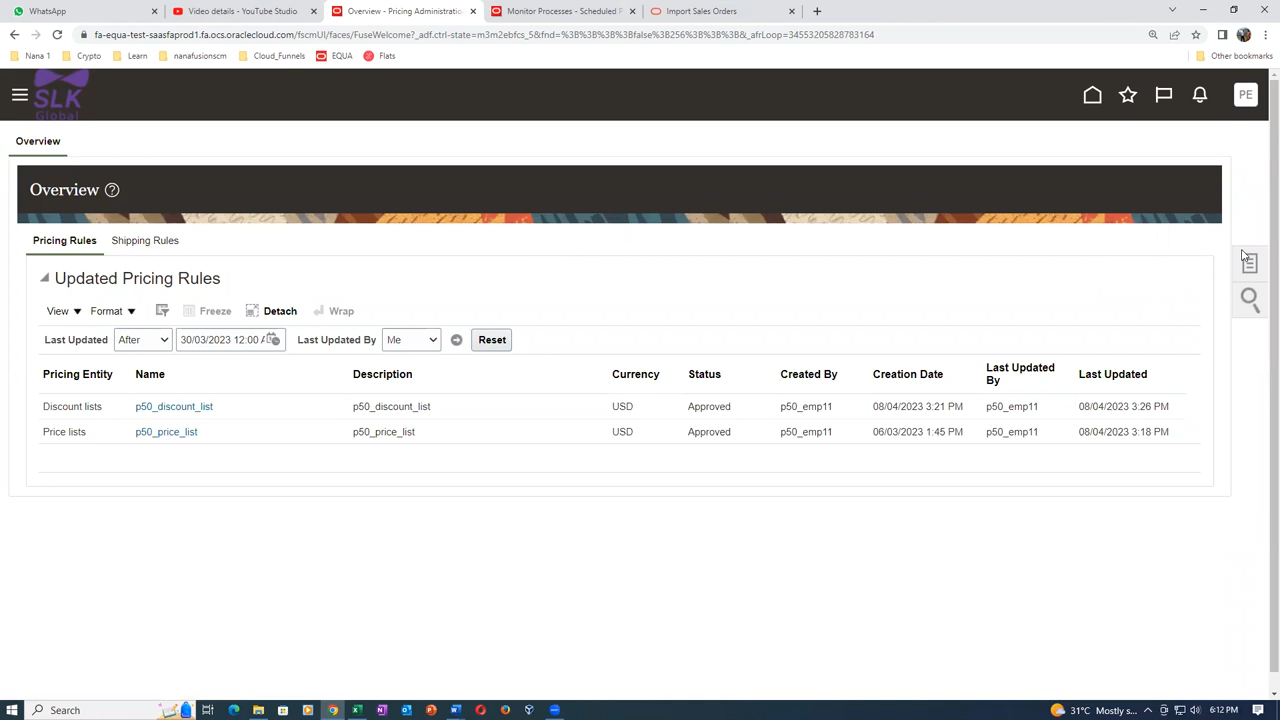 WhatsApp
Video details - YouTube Studio
Overview - Pricing Administratio
Monitor Processes - Scheduled P
Import Sales Orders
fa-equa-test-saasfaprod1.fa.ocs.oraclecloud.com/fscmUI/faces/FuseWelcome?_adf.ctrl-state=m3m2ebfcs_5&fnd=%3B%3B%3B%3Bfalse%3B256%3B%3B%3B&_afrLoop=34553205828783164
Nana 1
Crypto
Learn
nanafusionscm
Cloud_Funnels
EQUA
Flats
Other bookmarks
SLK
Global
PE
Overview
Overview
Pricing Rules
Shipping Rules
Updated Pricing Rules
View
Format
Freeze
Detach
Wrap
Last Updated
After
30/03/2023 12:00
Last Updated By
Me
Reset
Pricing Entity Name Description Currency Status Created By Creation Date Last Updated By Last Updated
Discount lists p50_discount_list p50_discount_list USD Approved p50_emp11 08/04/2023 3:21 PM p50_emp11 08/04/2023 3:26 PM
Price lists p50_price_list p50_price_list USD Approved p50_emp11 06/03/2023 1:45 PM p50_emp11 08/04/2023 3:18 PM
Search
31°C Mostly s...
6:12 PM